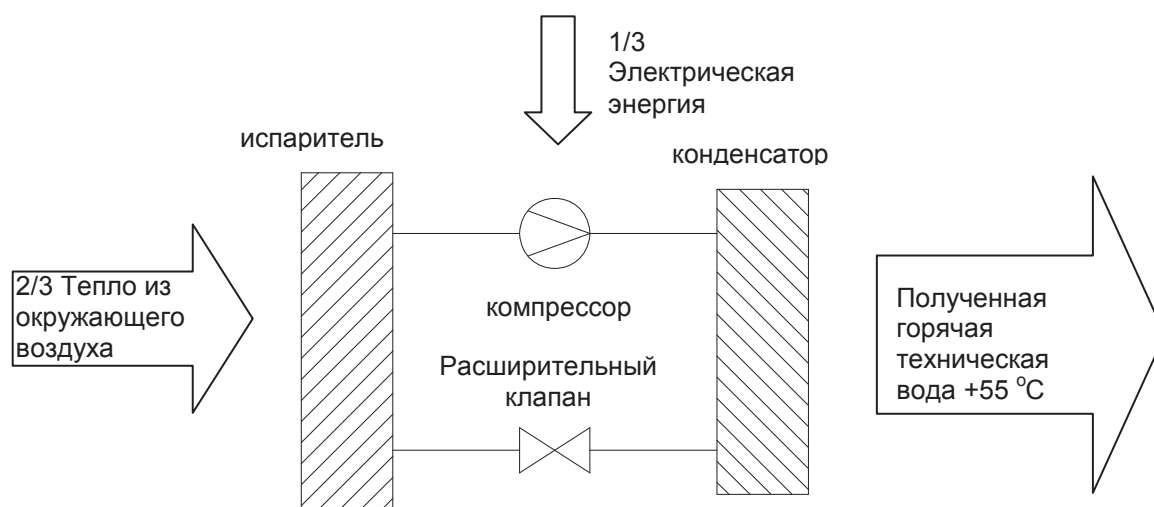 1/3
Электрическая
энергия
испаритель
конденсатор
2/3 Тепло из
окружающего
воздуха
компрессор
Расширительный
клапан
Полученная
горячая
техническая
вода +55 °C